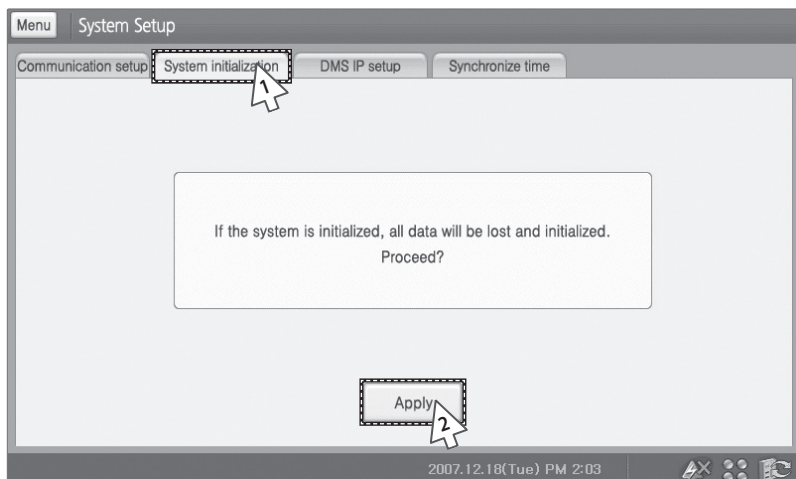 Menu System Setup
Communication setup System initialization DMS IP setup Synchronize time
1
If the system is initialized, all data will be lost and initialized.
Proceed?
Apply
2
2007.12.18(Tue) PM 2:03